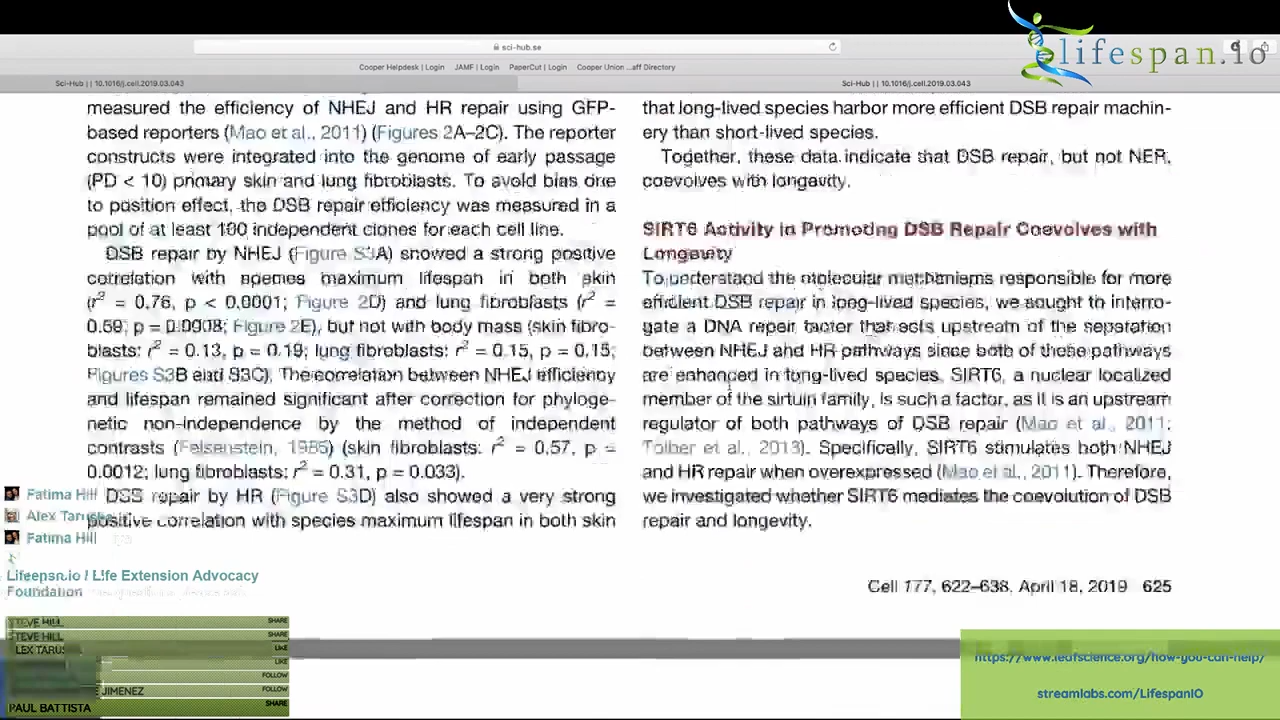 lifespan.io
sci-hub.se
Cooper Helpdesk | Login JAMF | Login PaperCut | Login Cooper Union ...aff Directory
Sci-Hub | | 10.1016/j.cell.2019.03.043
Sci-Hub | | 10.1016/j.cell.2019.03.043
measured the efficiency of NHEJ and HR repair using GFP-
based reporters (Mao et al., 2011) (Figures 2A–2C). The reporter
constructs were integrated into the genome of early passage
(PD < 10) primary skin and lung fibroblasts. To avoid bias due
to position effect, the DSB repair efficiency was measured in a
pool of at least 100 independent clones for each cell line.
DSB repair by NHEJ (Figure S3A) showed a strong positive
correlation with species maximum lifespan in both skin
(r² = 0.76, p < 0.0001; Figure 2D) and lung fibroblasts (r² =
0.59, p = 0.0008; Figure 2E), but not with body mass (skin fibro-
blasts: r² = 0.13, p = 0.19; lung fibroblasts: r² = 0.15, p = 0.15;
Figures S3B and S3C). The correlation between NHEJ efficiency
and lifespan remained significant after correction for phyloge-
netic non-independence by the method of independent
contrasts (Felsenstein, 1985) (skin fibroblasts: r² = 0.57, p =
0.0012; lung fibroblasts: r² = 0.31, p = 0.033).
DSB repair by HR (Figure S3D) also showed a very strong
positive correlation with species maximum lifespan in both skin
that long-lived species harbor more efficient DSB repair machin-
ery than short-lived species.
Together, these data indicate that DSB repair, but not NER,
coevolves with longevity.
SIRT6 Activity in Promoting DSB Repair Coevolves with
Longevity
To understand the molecular mechanisms responsible for more
efficient DSB repair in long-lived species, we sought to interro-
gate a DNA repair factor that acts upstream of the separation
between NHEJ and HR pathways since both of these pathways
are enhanced in long-lived species. SIRT6, a nuclear localized
member of the sirtuin family, is such a factor, as it is an upstream
regulator of both pathways of DSB repair (Mao et al., 2011;
Toiber et al., 2013). Specifically, SIRT6 stimulates both NHEJ
and HR repair when overexpressed (Mao et al., 2011). Therefore,
we investigated whether SIRT6 mediates the coevolution of DSB
repair and longevity.
Cell 177, 622–638, April 18, 2019 625
Fatima Hill
Alex
Fatima Hill
Lifespan.io / Life Extension Advocacy
Foundation
STEVE HILL SHARE
STEVE HILL SHARE
LIKE
LIKE
FOLLOW
JIMENEZ FOLLOW
PAUL BATTISTA SHARE
https://www.leafscience.org/how-you-can-help/
streamlabs.com/LifespanIO